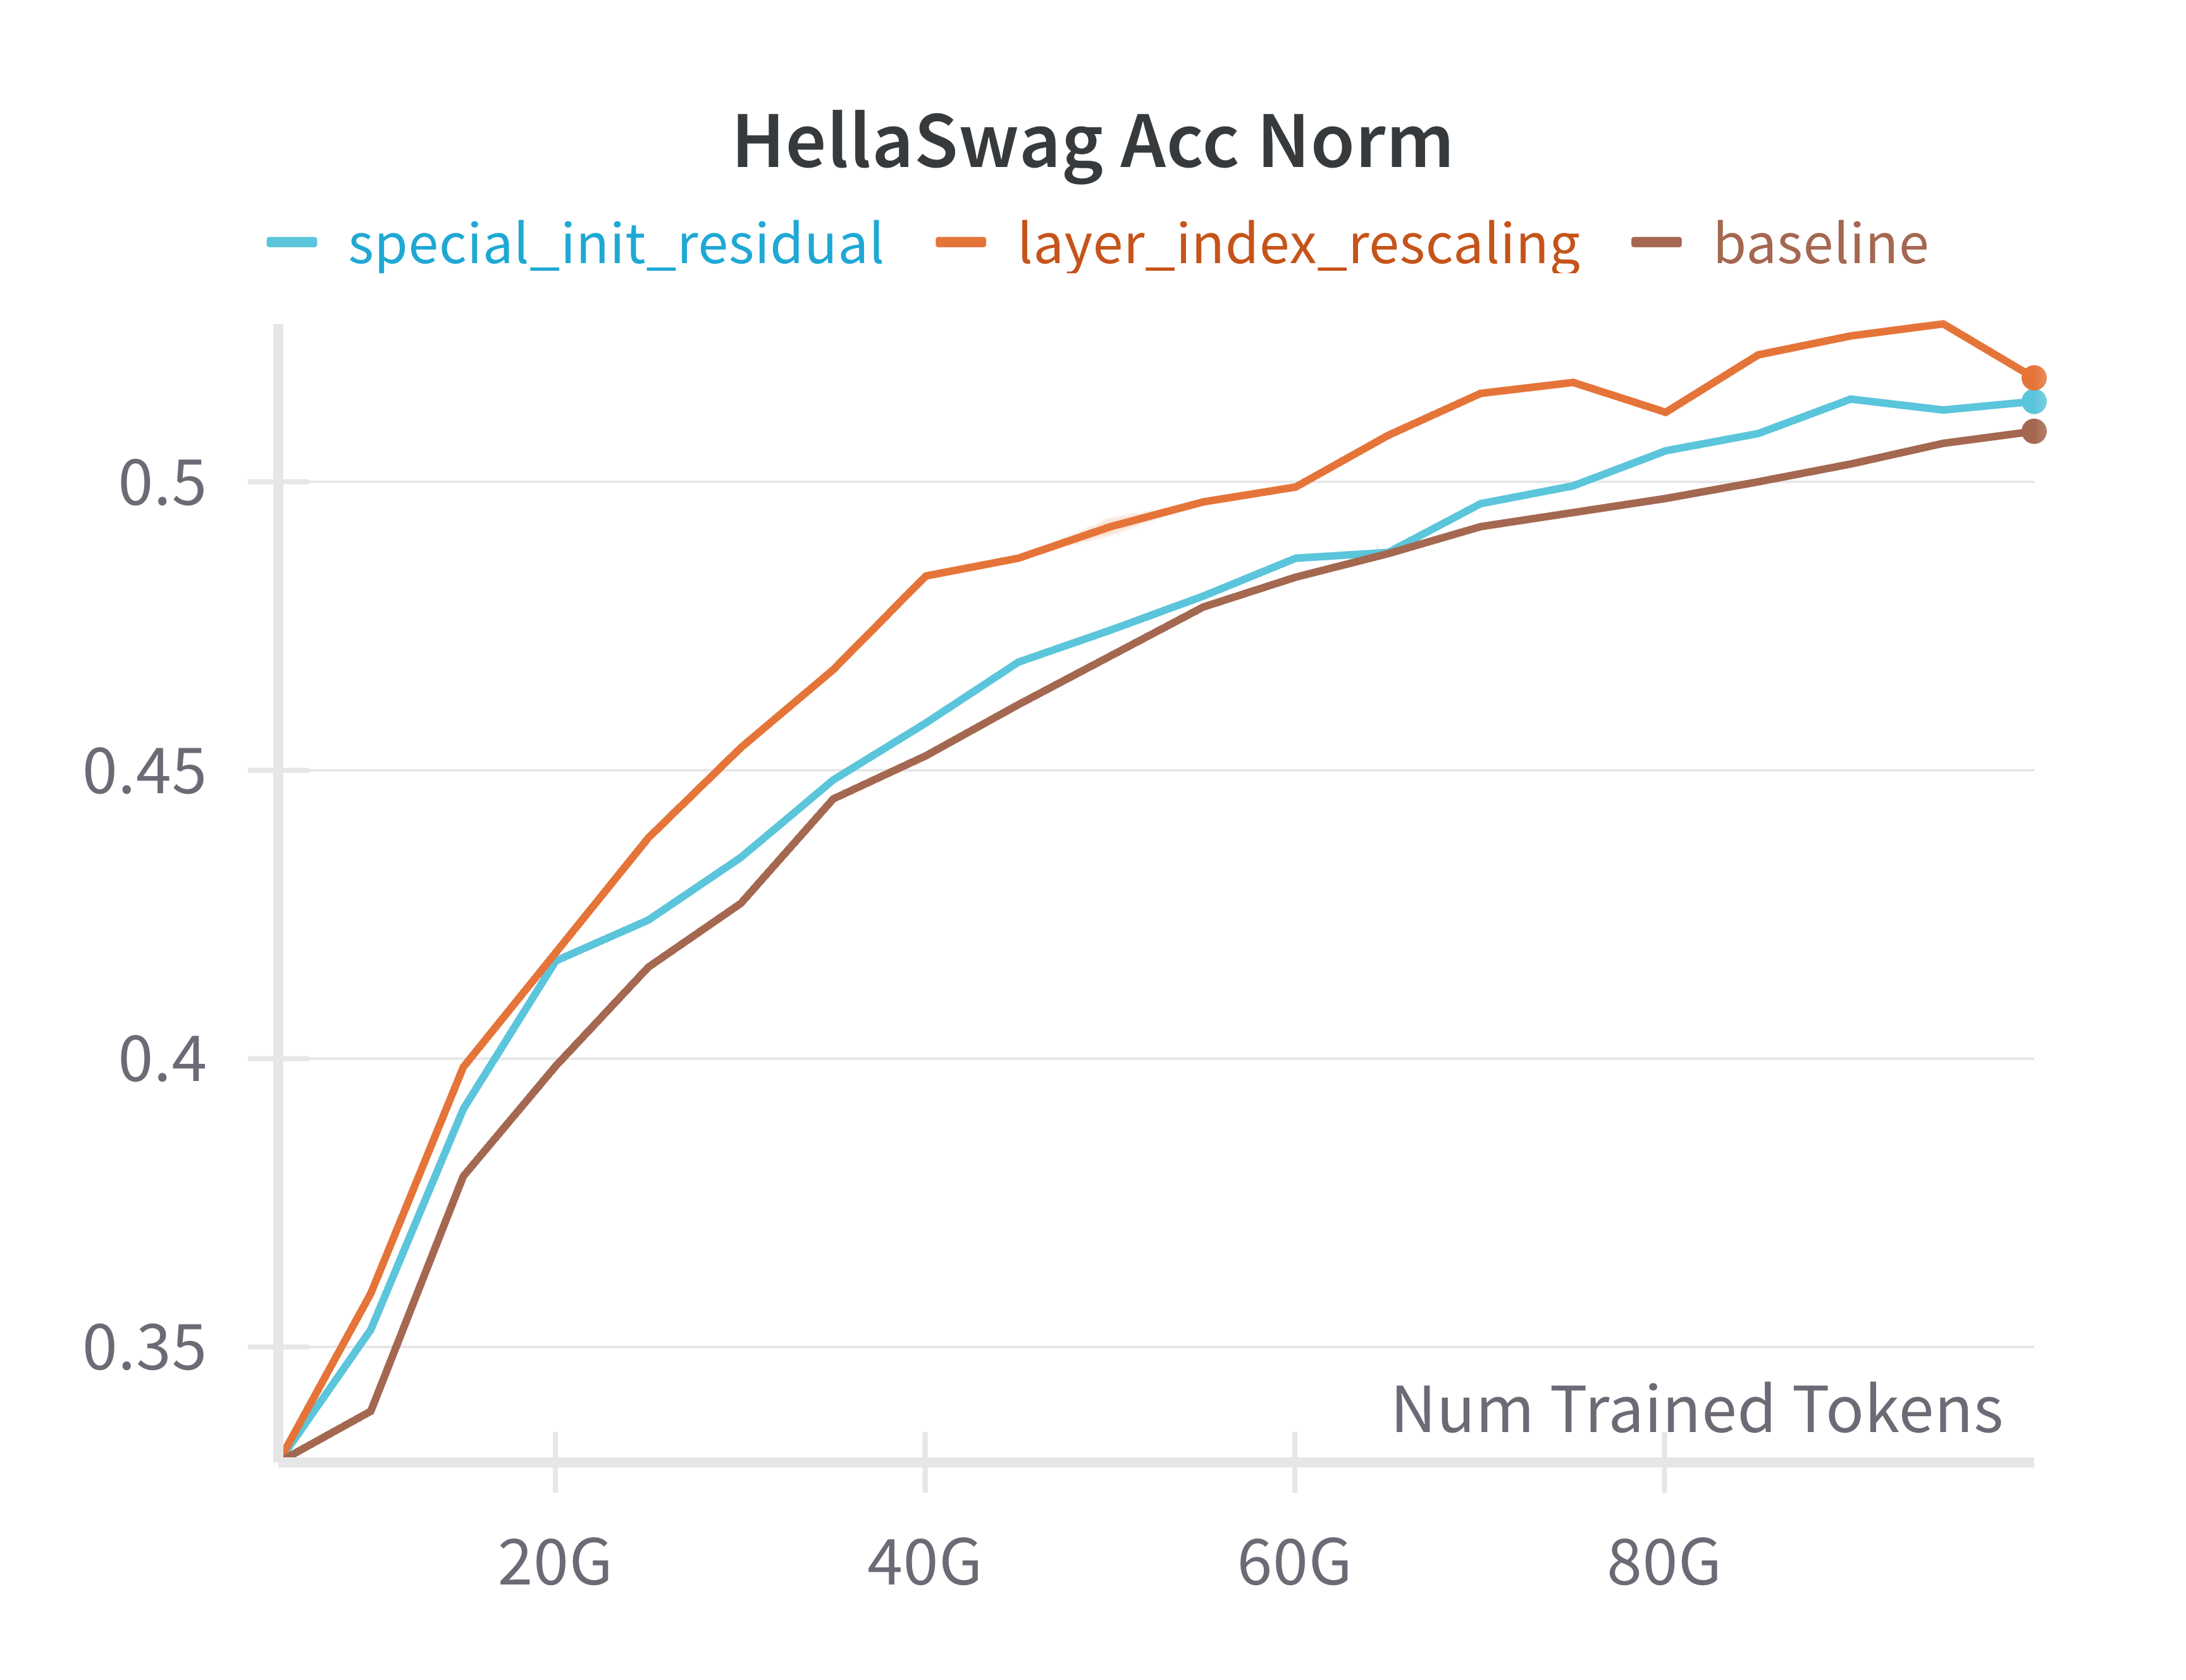 HellaSwag Acc Norm
special_init_residual layer_index_rescaling baseline
0.5
0.45
0.4
0.35
Num Trained Tokens
20G 40G 60G 80G